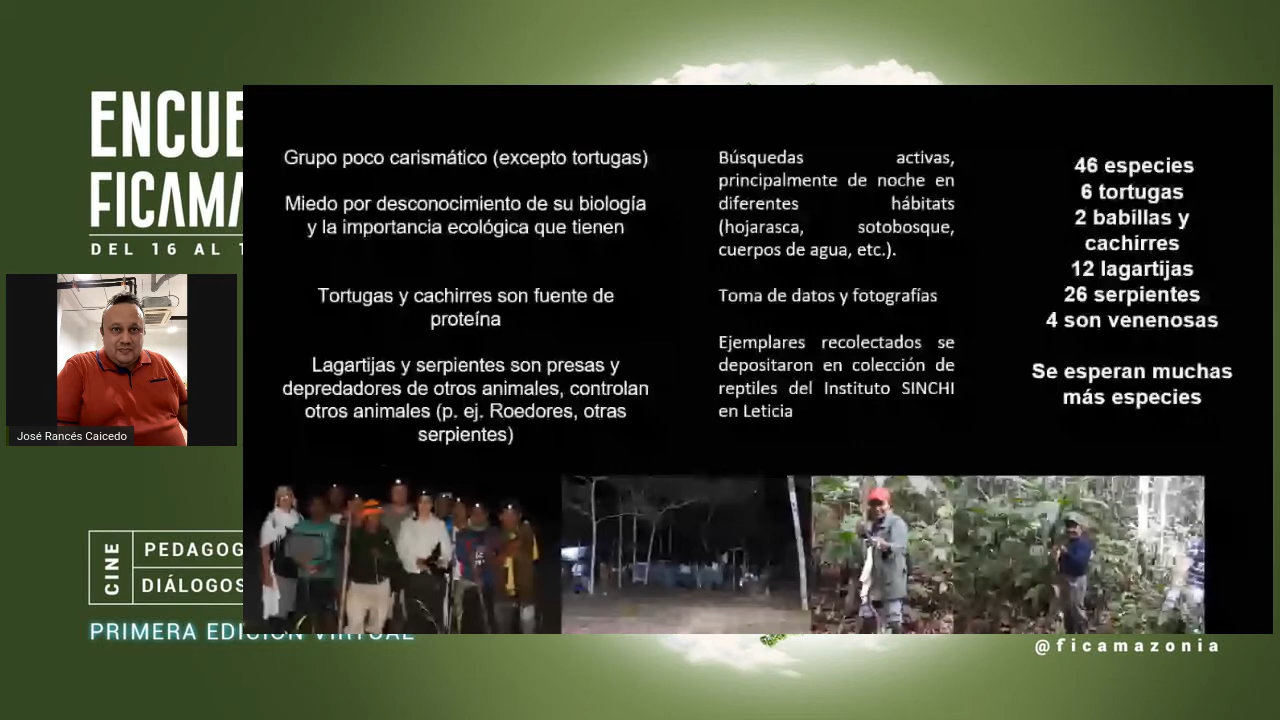 ENCUE
FICAMA
DEL 16 AL 1
José Rancés Caicedo
CINE
PEDAGOG
DIÁLOGOS
PRIMERA EDICIÓN VIRTUAL
Grupo poco carismático (excepto tortugas)
Miedo por desconocimiento de su biología
y la importancia ecológica que tienen
Tortugas y cachirres son fuente de
proteína
Lagartijas y serpientes son presas y
depredadores de otros animales, controlan
otros animales (p. ej. Roedores, otras
serpientes)
Búsquedas activas,
principalmente de noche en
diferentes hábitats
(hojarasca, sotobosque,
cuerpos de agua, etc.).
Toma de datos y fotografías
Ejemplares recolectados se
depositaron en colección de
reptiles del Instituto SINCHI
en Leticia
46 especies
6 tortugas
2 babillas y
cachirres
12 lagartijas
26 serpientes
4 son venenosas
Se esperan muchas
más especies
@ficamazonia